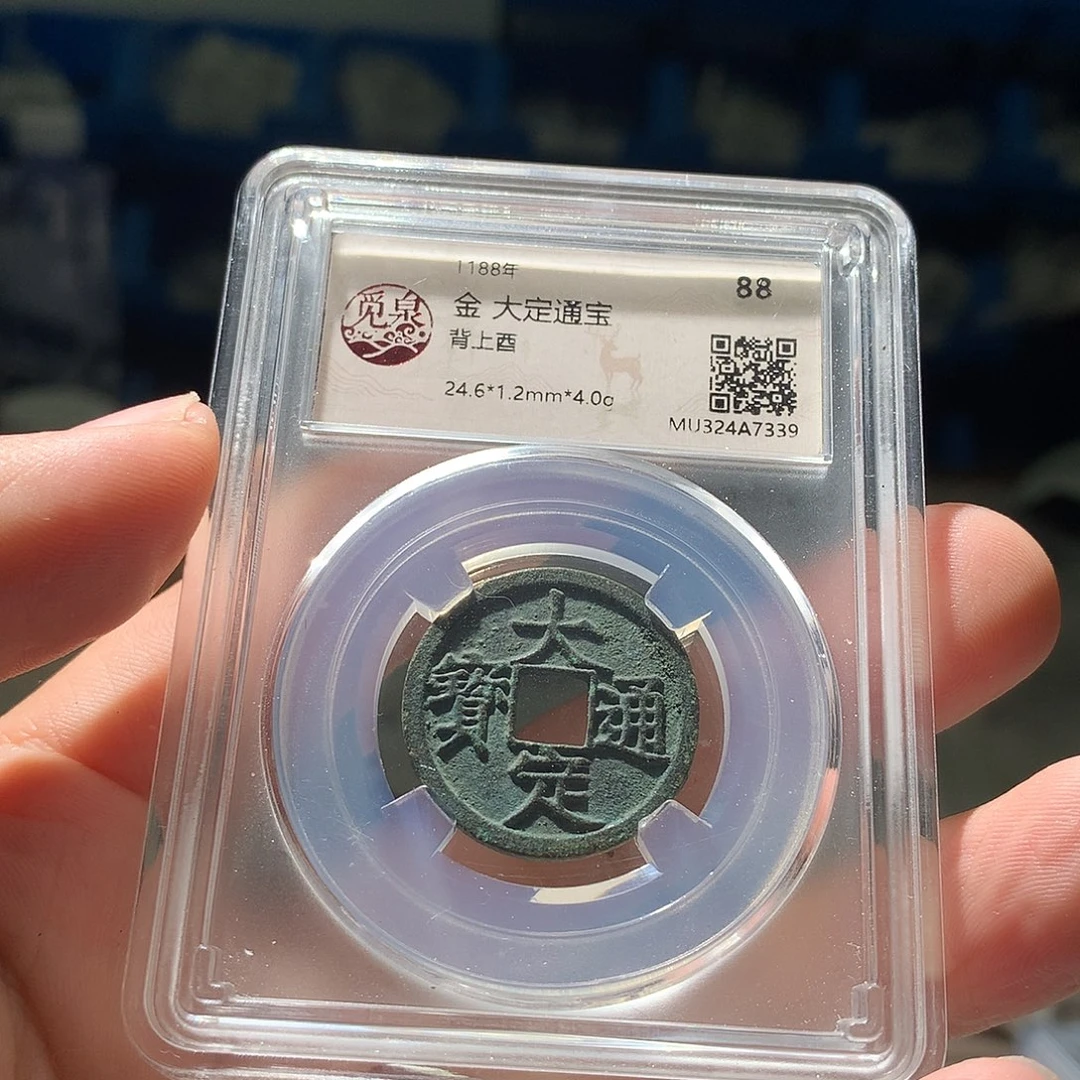 1188年
88
觅泉
金 大定通宝
背上酉
24.6*1.2mm*4.0g
MU324A7339
大定通寳